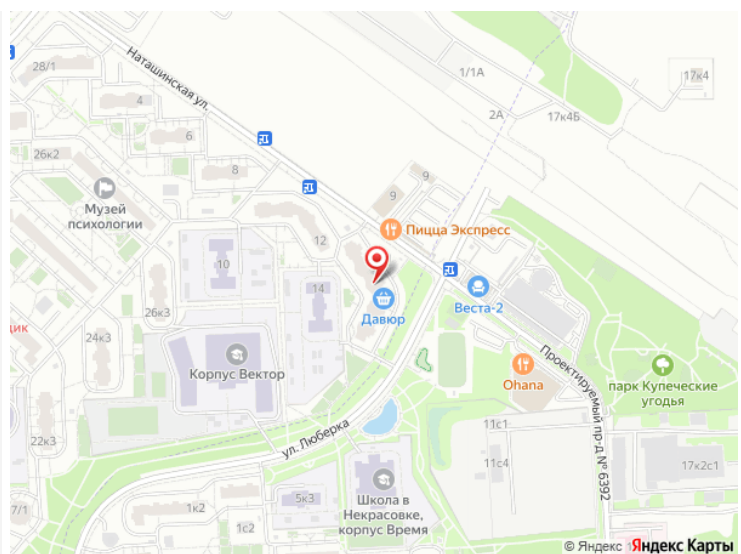 28/1
Наташинская ул.
4
1/1А
17к4
2А
17к4Б
6
26к2
8
9
9
Музей
психологии
12
Пицца Экспресс
10
14
26к3
Давюр
Веста-2
24к3
Корпус Вектор
Проектируемый пр-д № 6392
Ohana
парк Купеческие
угодья
22к3
ул. Люберка
11с1
11с4
17к2с1
5к3
Школа в
Некрасовке,
корпус Время
7/1
1к2
1с2
© Яндекс
Яндекс Карты